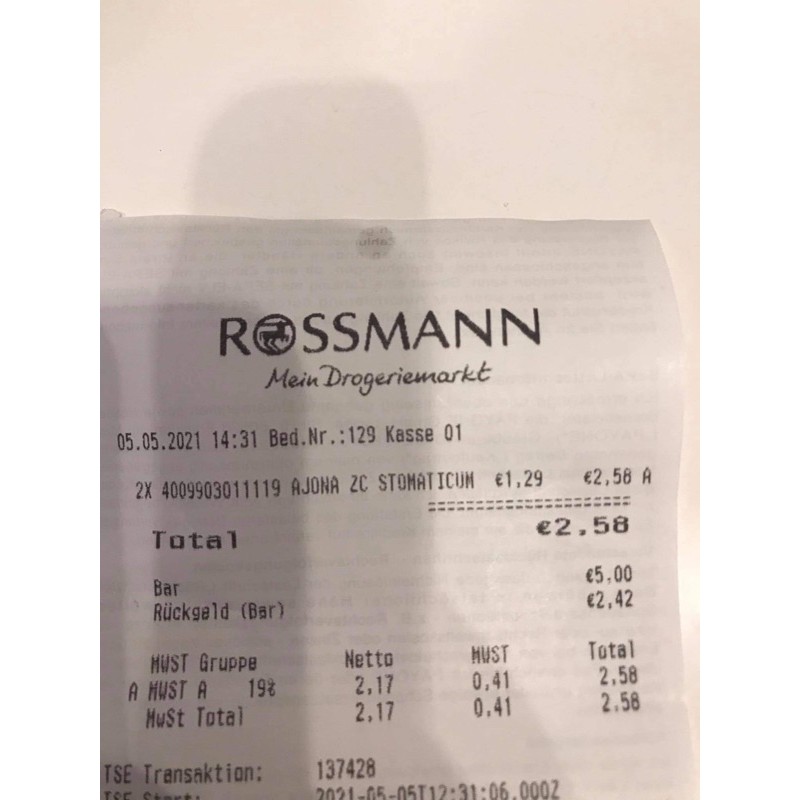 ROSSMANN
Mein Drogeriemarkt
05.05.2021 14:31 Bed.Nr.:129 Kasse 01
2X 4009903011119 AJONA ZC STOMATICUM €1,29 €2,58 A
====================
Total €2,58
Bar €5,00
Rückgeld (Bar) €2,42
MWST Gruppe Netto MWST Total
A MWST A 19% 2,17 0,41 2,58
MwSt Total 2,17 0,41 2,58
TSE Transaktion: 137428
TSE Start: 2021-05-05T12:31:06.000Z